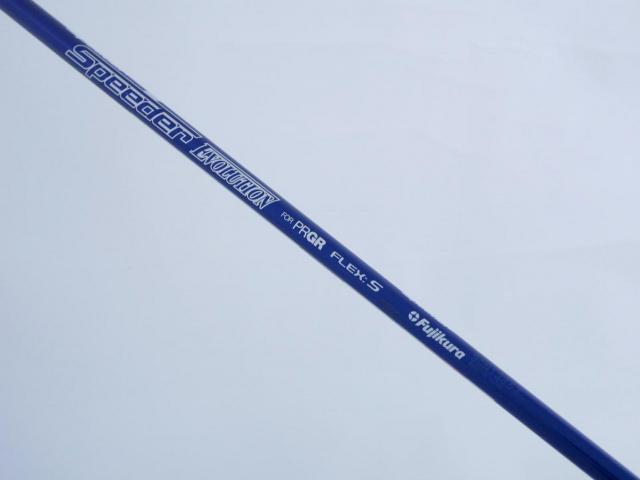 Speeder EVOLUTION FOR PRGR FLEX: S Fujikura